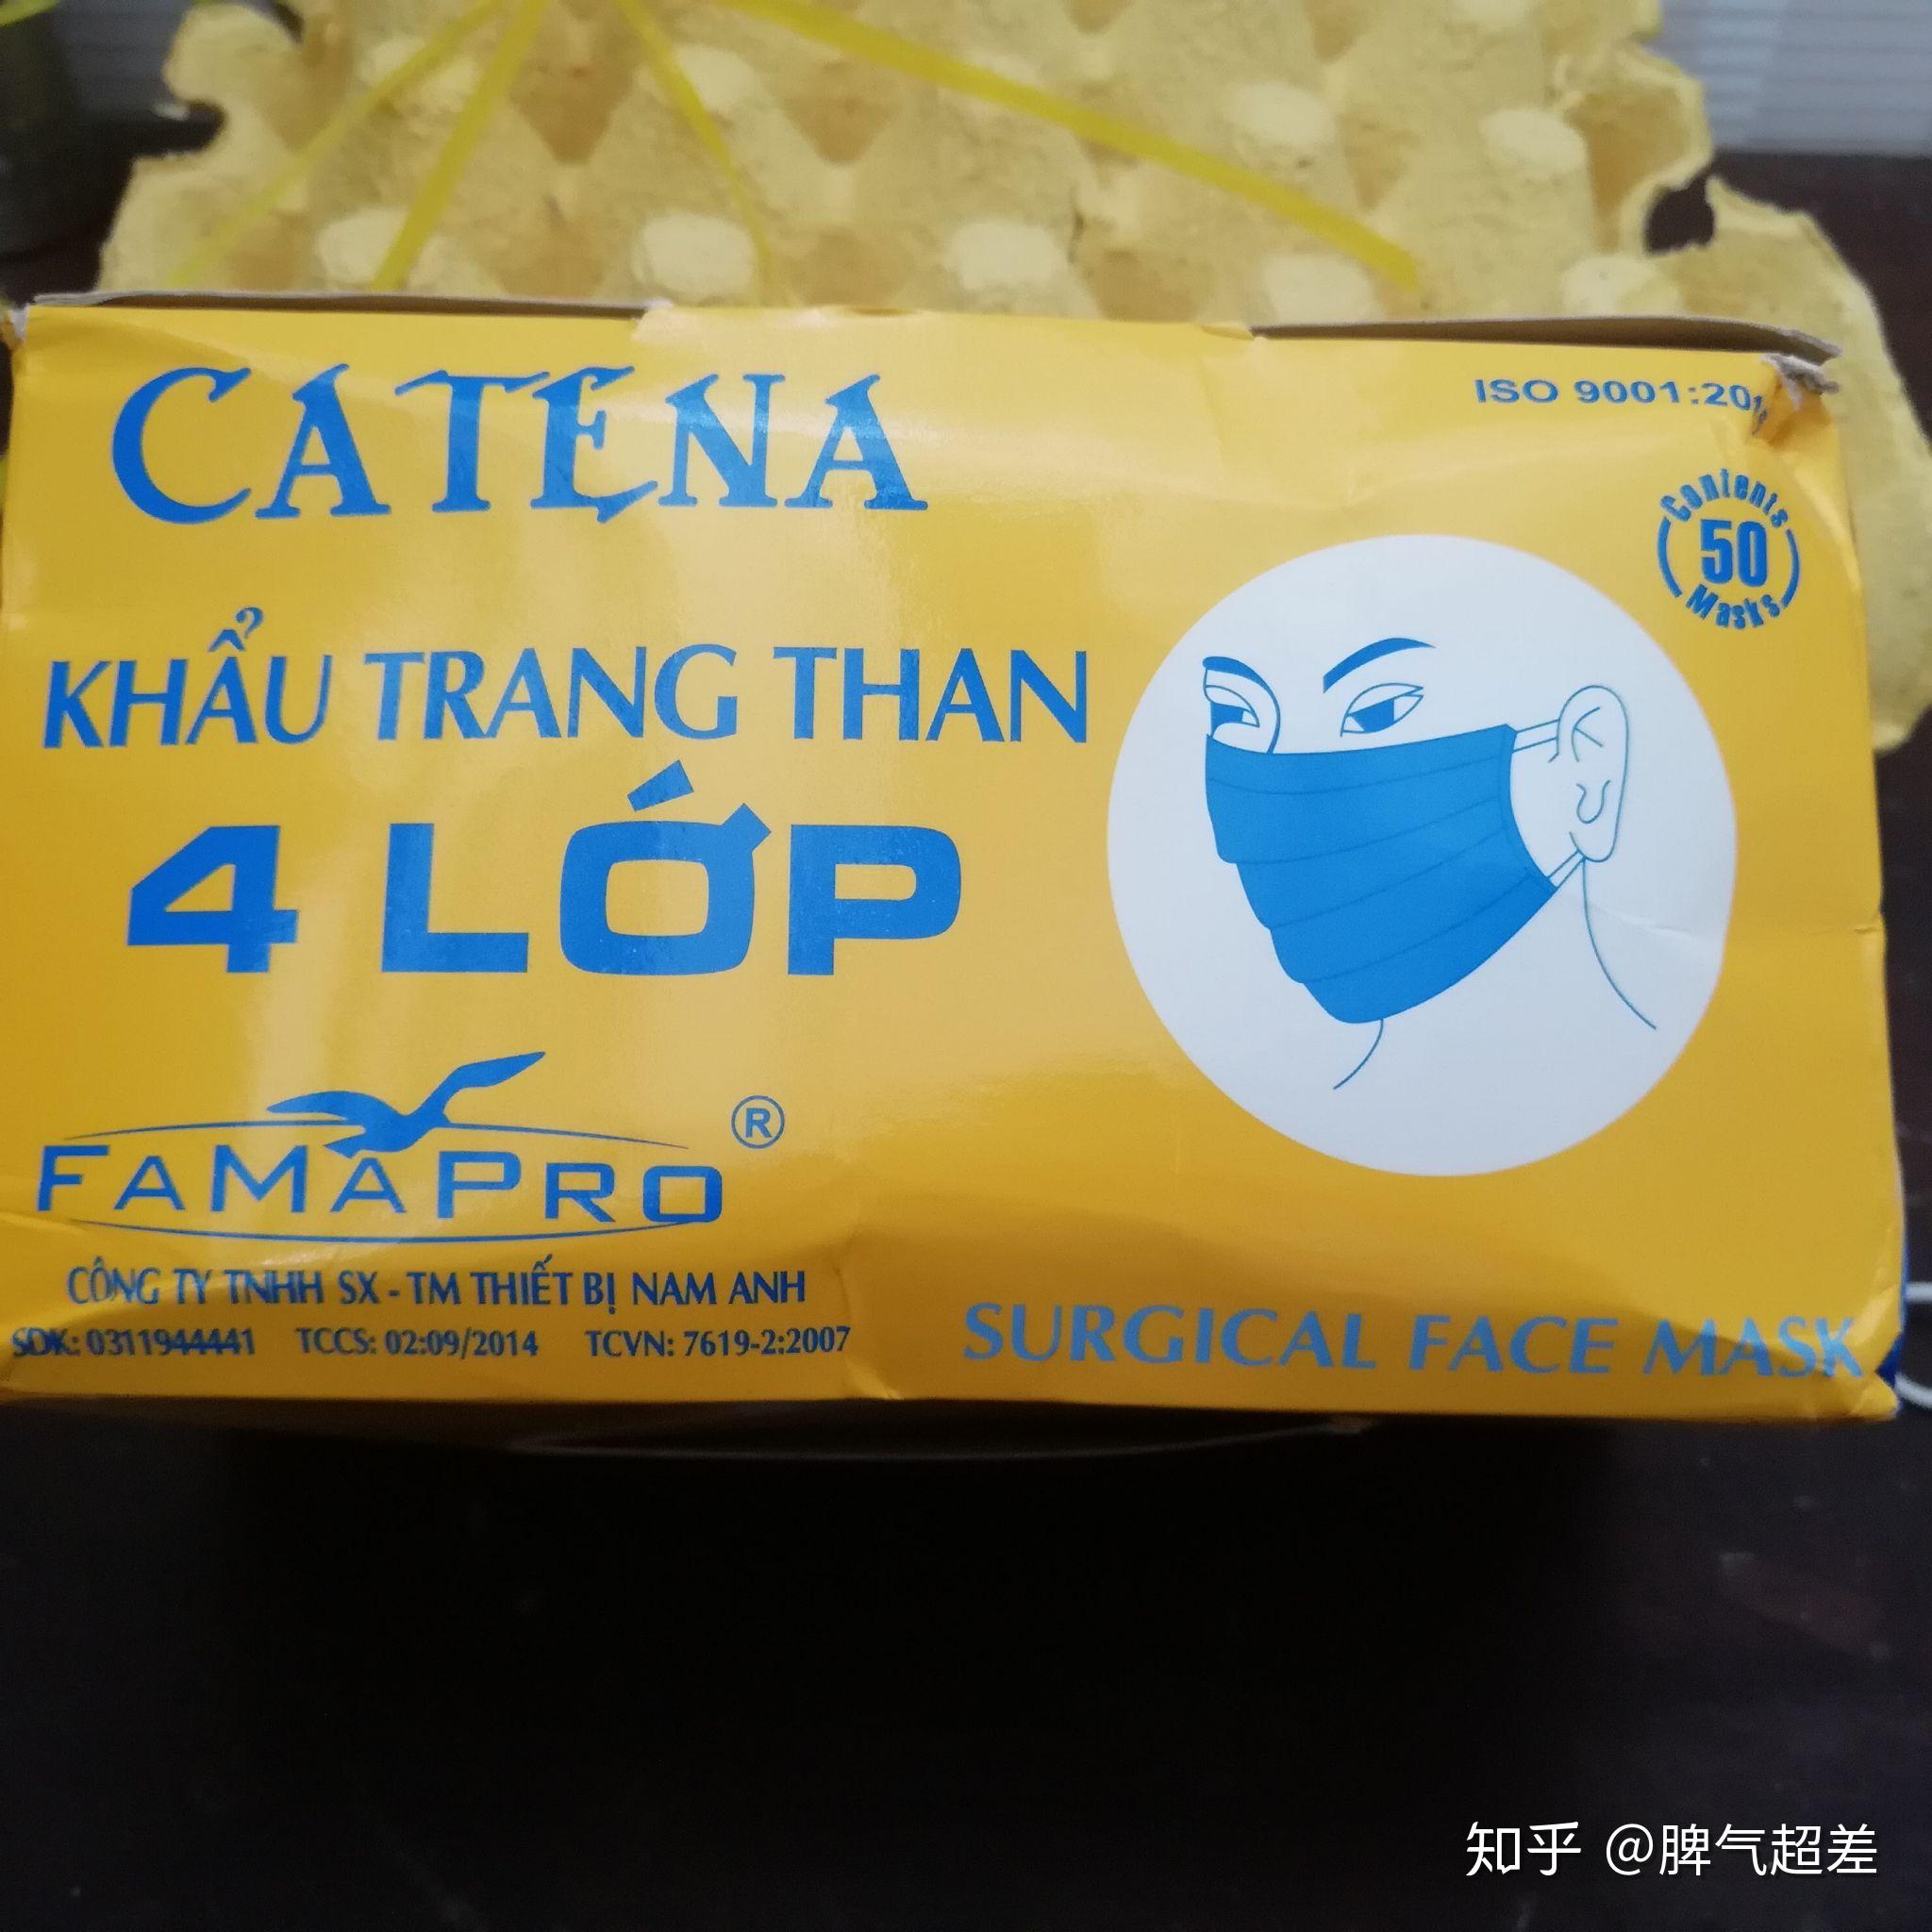 CATENA
ISO 9001:201
Contents
50
Masks
KHẨU TRANG THAN
4 LỚP
FAMAPRO ®
CÔNG TY TNHH SX - TM THIẾT BỊ NAM ANH
SDK: 0311944441 TCCS: 02:09/2014 TCVN: 7619-2:2007
SURGICAL FACE MASK
知乎 @脾气超差